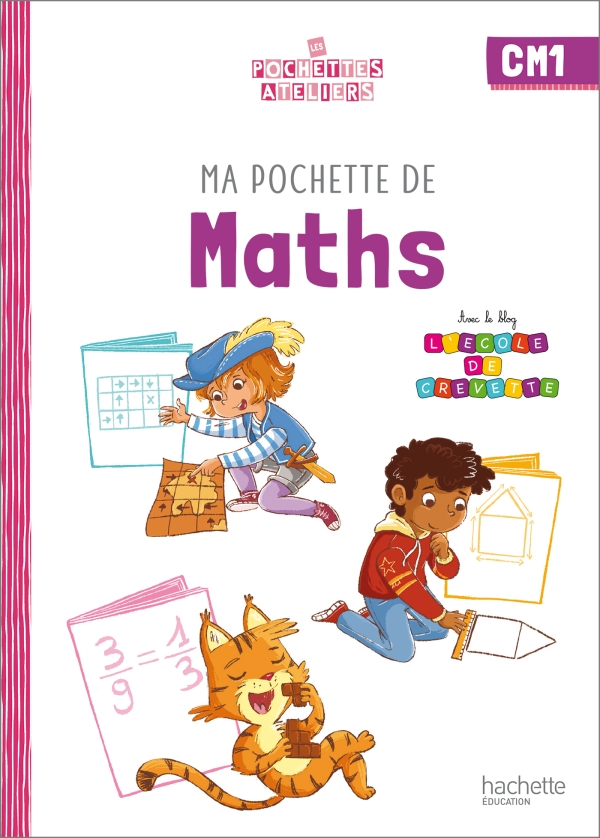 LES
POCHETTES
ATELIERS
CM1
MA POCHETTE DE
Maths
Avec le blog
L'ECOLE
DE
CREVETTE
X
3/9 = 1/3
hachette
ÉDUCATION